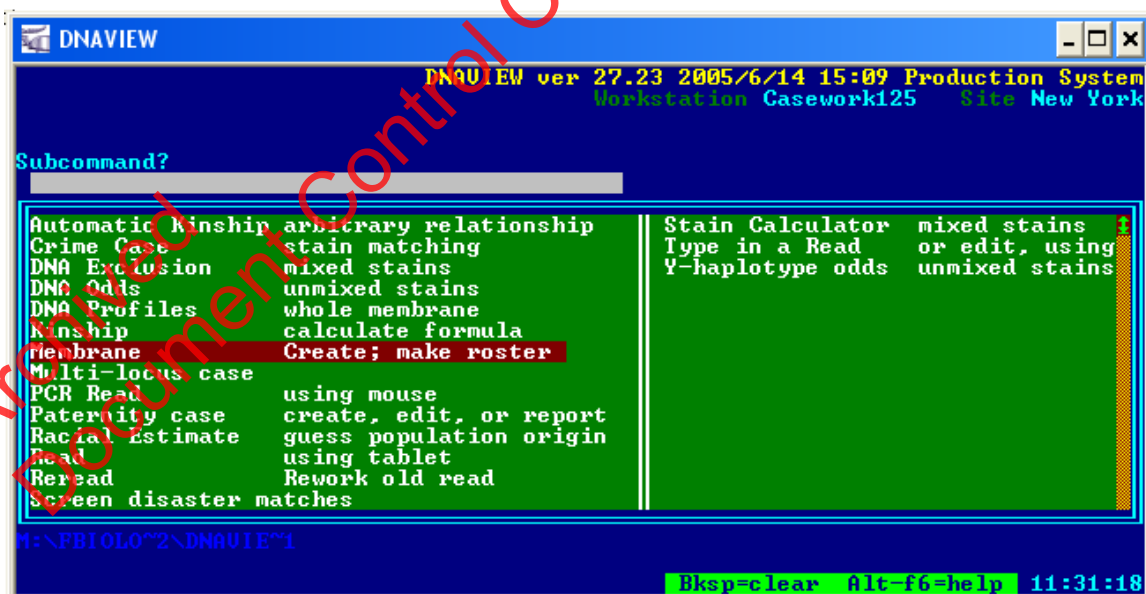 DNAVIEW
DNAVIEW ver 27.23 2005/6/14 15:09 Production System
Workstation Casework125 Site New York
Subcommand?
Automatic Kinship arbitrary relationship
Crime Case stain matching
DNA Exclusion mixed stains
DNA Odds unmixed stains
DNA Profiles whole membrane
Kinship calculate formula
Membrane Create; make roster
Multi-locus case
PCR Read using mouse
Paternity case create, edit, or report
Racial Estimate guess population origin
Read using tablet
Reread Rework old read
Screen disaster matches
Stain Calculator mixed stains
Type in a Read or edit, using
Y-haplotype odds unmixed stains
M:\FBIOLO~2\DNAVIE~1
Bksp=clear Alt-f6=help 11:31:18
Archived
Document Control